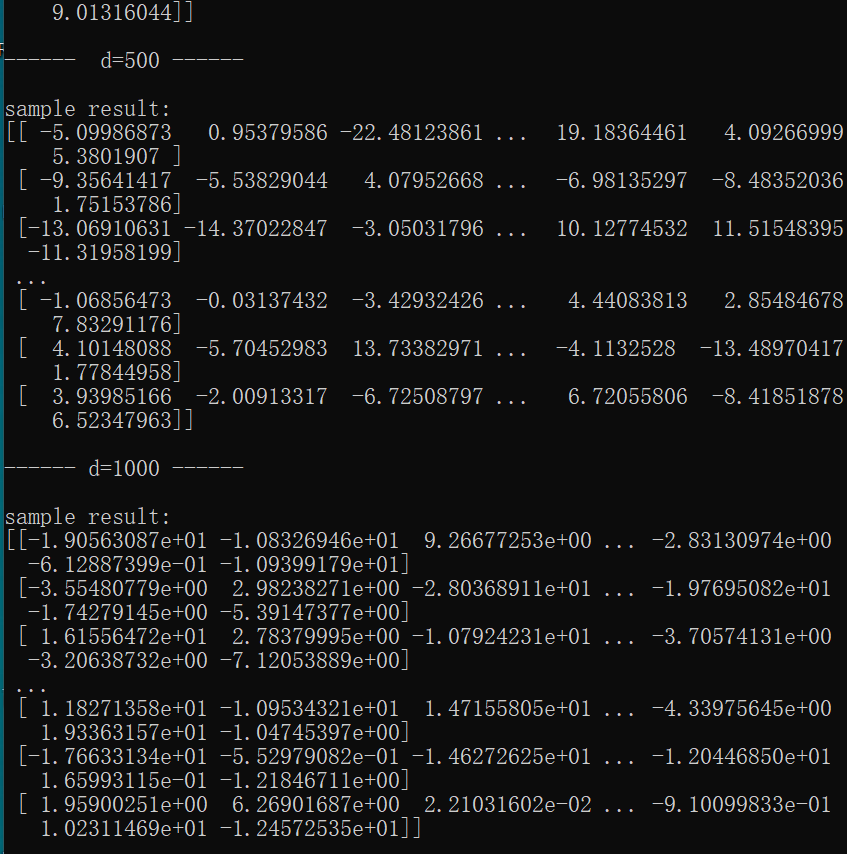 9.01316044]]
------  d=500 ------
sample result:
[[ -5.09986873   0.95379586 -22.48123861 ...  19.18364461   4.09266999
    5.3801907 ]
 [ -9.35641417  -5.53829044   4.07952668 ...  -6.98135297  -8.48352036
    1.75153786]
 [-13.06910631 -14.37022847  -3.05031796 ...  10.12774532  11.51548395
  -11.31958199]
 ...
 [ -1.06856473  -0.03137432  -3.42932426 ...   4.44083813   2.85484678
    7.83291176]
 [  4.10148088  -5.70452983  13.73382971 ...  -4.1132528  -13.48970417
    1.77844958]
 [  3.93985166  -2.00913317  -6.72508797 ...   6.72055806  -8.41851878
    6.52347963]]
------ d=1000 ------
sample result:
[[-1.90563087e+01 -1.08326946e+01  9.26677253e+00 ... -2.83130974e+00
  -6.12887399e-01 -1.09399179e+01]
 [-3.55480779e+00  2.98238271e+00 -2.80368911e+01 ... -1.97695082e+01
  -1.74279145e+00 -5.39147377e+00]
 [ 1.61556472e+01  2.78379995e+00 -1.07924231e+01 ... -3.70574131e+00
  -3.20638732e+00 -7.12053889e+00]
 ...
 [ 1.18271358e+01 -1.09534321e+01  1.47155805e+01 ... -4.33975645e+00
   1.93363157e+01 -1.04745397e+01]
 [-1.76633134e+01 -5.52979082e-01 -1.46272625e+01 ... -1.20446850e+01
   1.65993115e-01 -1.21846711e+00]
 [ 1.95900251e+00  6.26901687e+00  2.21031602e-02 ... -9.10099833e-01
   1.02311469e+01 -1.24572535e+01]]